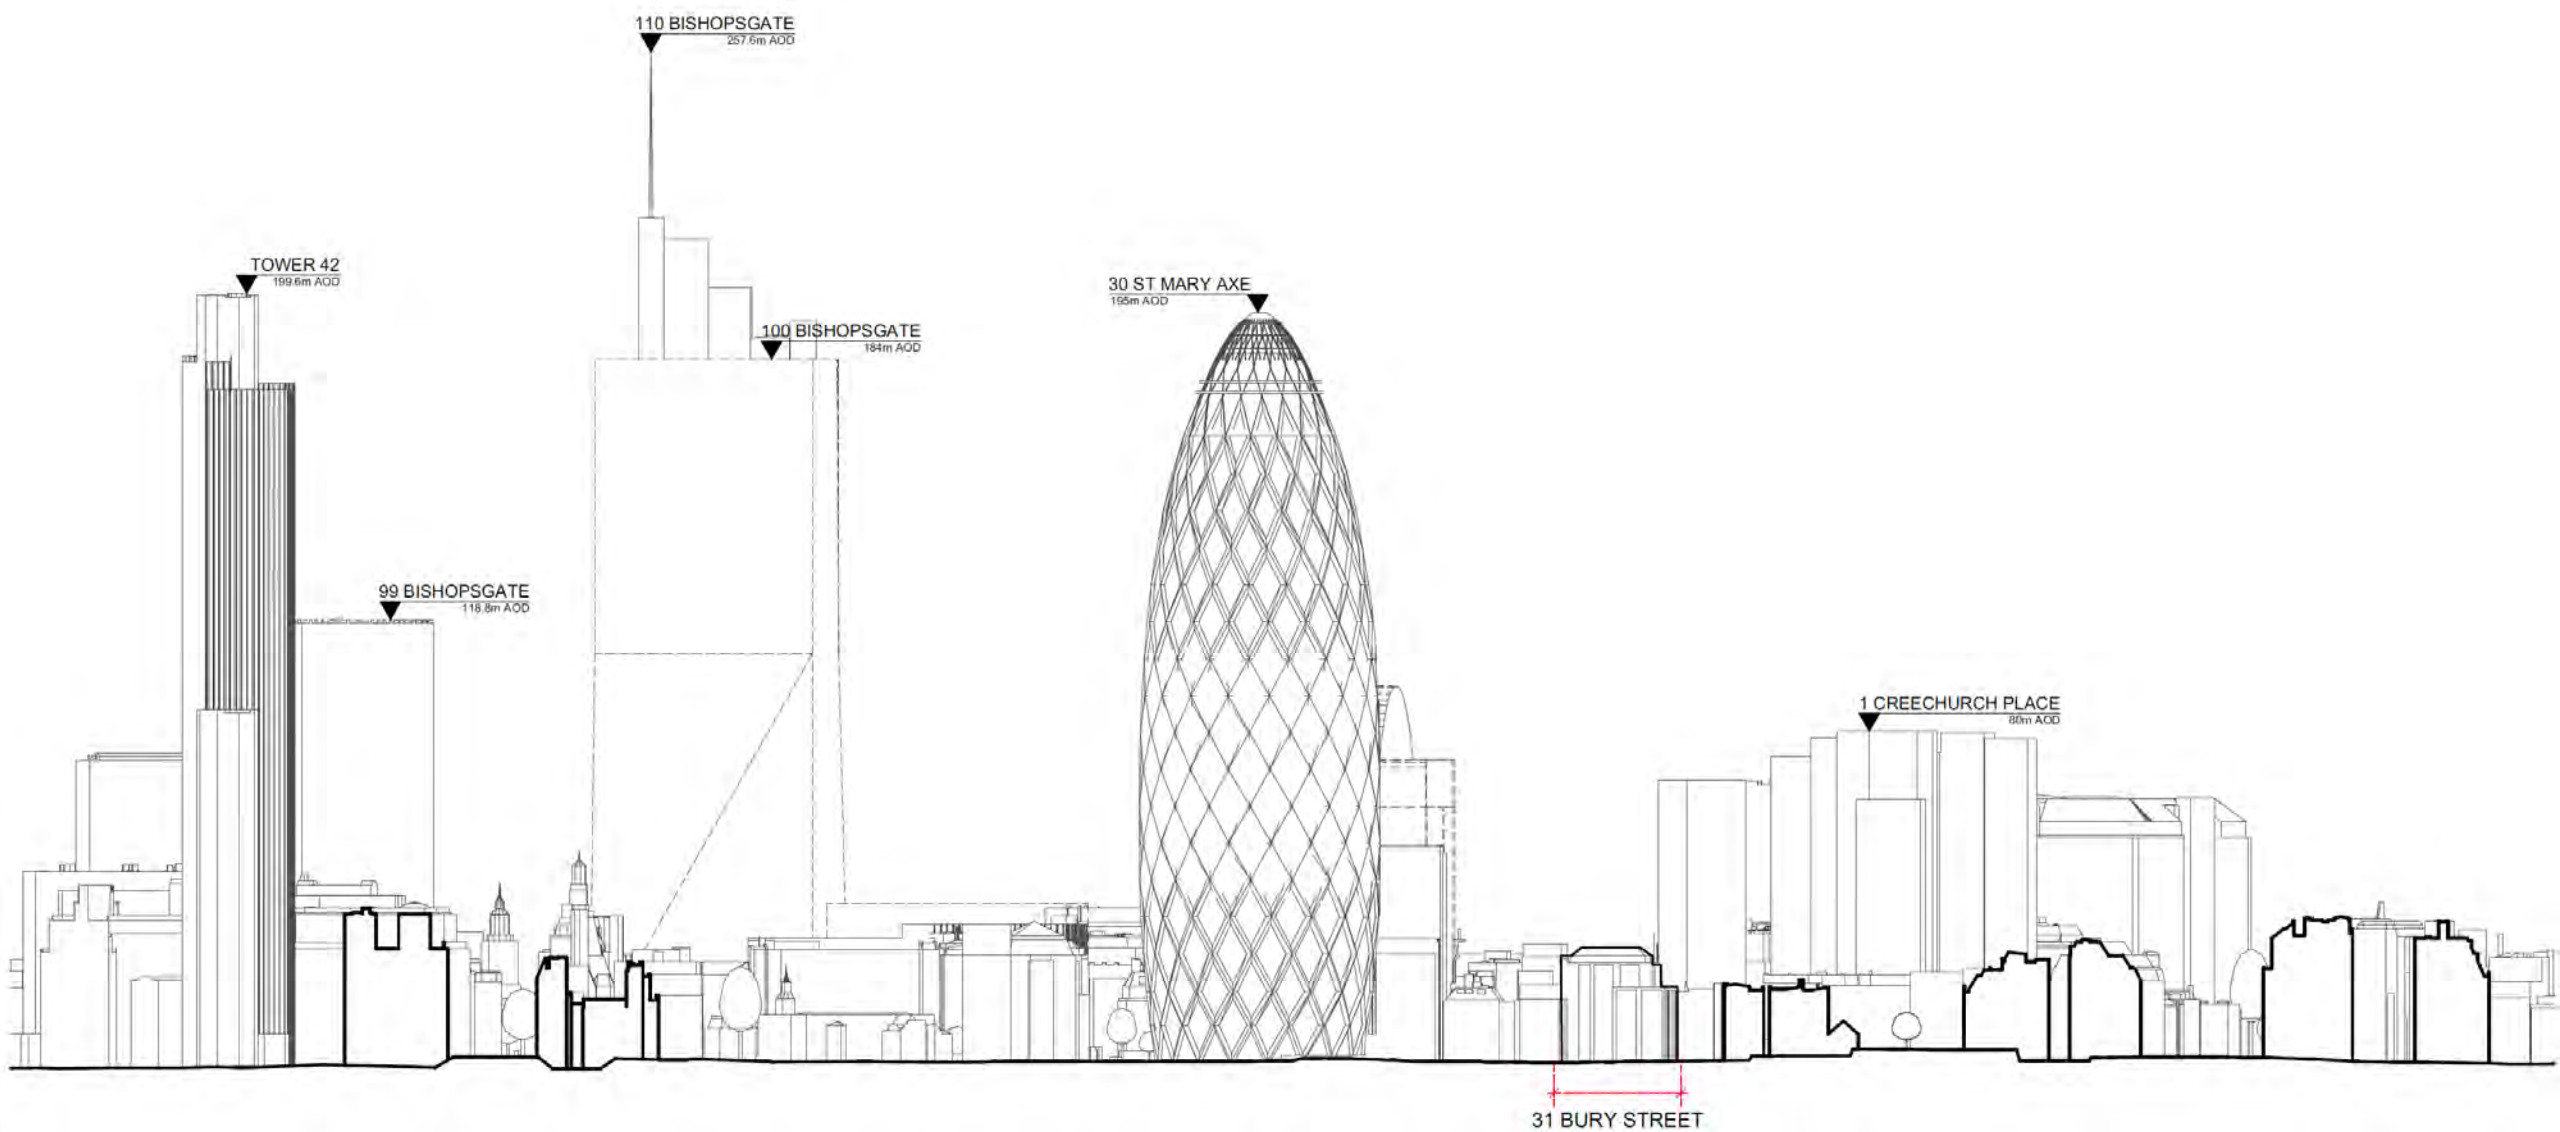 110 BISHOPSGATE
257.6m AOD
TOWER 42
199.6m AOD
30 ST MARY AXE
195m AOD
100 BISHOPSGATE
184m AOD
99 BISHOPSGATE
118.8m AOD
1 CREECHURCH PLACE
80m AOD
31 BURY STREET